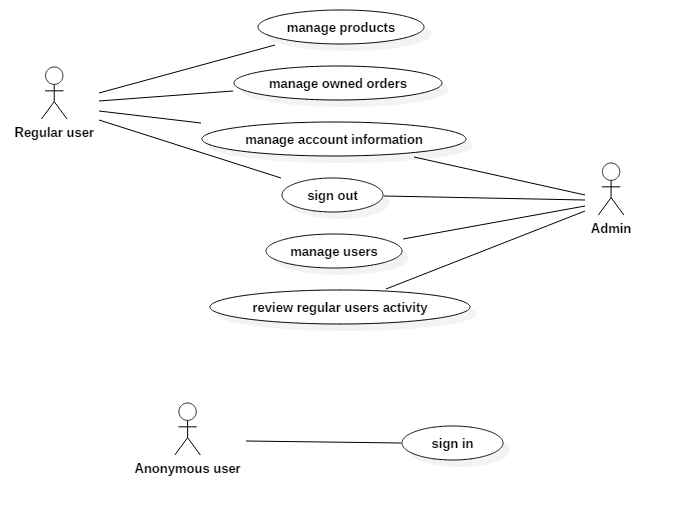 manage products
manage owned orders
Regular user
manage account information
sign out
Admin
manage users
review regular users activity
sign in
Anonymous user